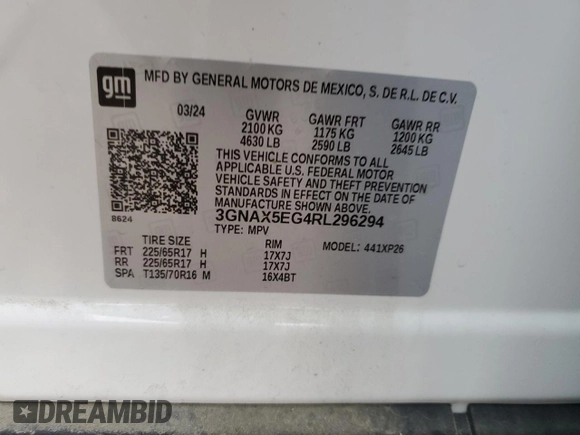 gm
MFD BY GENERAL MOTORS DE MEXICO, S. DE R.L. DE C.V.
03/24 GVWR GAWR FRT GAWR RR
2100 KG 1175 KG 1200 KG
4630 LB 2590 LB 2645 LB
THIS VEHICLE CONFORMS TO ALL
APPLICABLE U.S. FEDERAL MOTOR
VEHICLE SAFETY AND THEFT PREVENTION
STANDARDS IN EFFECT ON THE DATE OF
MANUFACTURE SHOWN ABOVE.
8624 3GNAX5EG4RL296294
TYPE: MPV
TIRE SIZE RIM MODEL: 441XP26
FRT 225/65R17 H 17X7J
RR 225/65R17 H 17X7J
SPA T135/70R16 M 16X4BT
DREAMBID